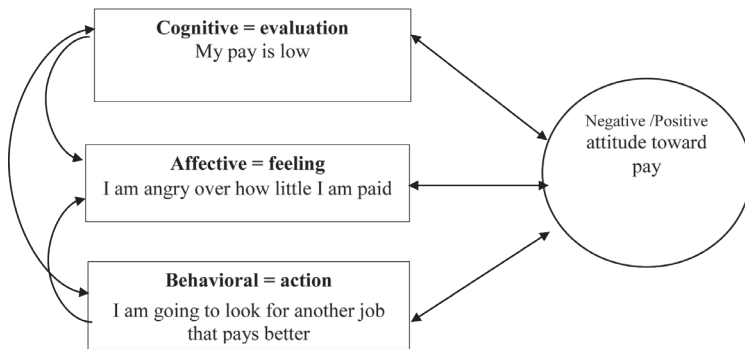 Cognitive = evaluation
My pay is low
Affective = feeling
I am angry over how little I am paid
Behavioral = action
I am going to look for another job
that pays better
Negative /Positive
attitude toward
pay